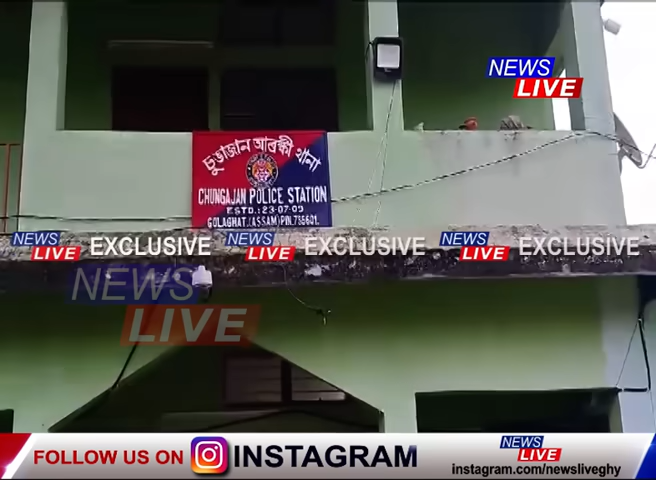 NEWS
LIVE
চুঙাজান আৰক্ষী থানা
CHUNGAJAN POLICE STATION
ESTD.:23-07-09
GOLAGHAT.(ASSAM)PIN.785601.
NEWS LIVE EXCLUSIVE NEWS LIVE EXCLUSIVE NEWS LIVE EXCLUSIVE
NEWS
LIVE
FOLLOW US ON INSTAGRAM
NEWS
LIVE
instagram.com/newsliveghy